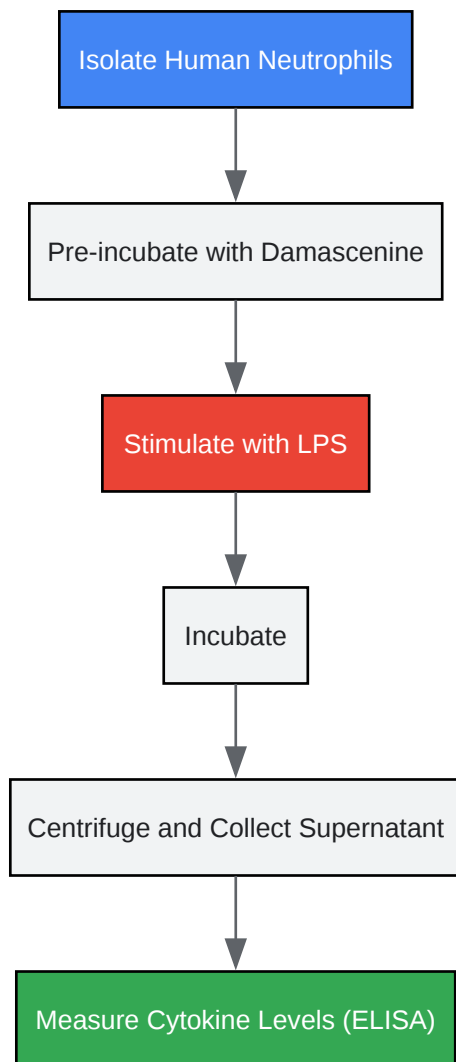 Isolate Human Neutrophils
Pre-incubate with Damascenine
Stimulate with LPS
Incubate
Centrifuge and Collect Supernatant
Measure Cytokine Levels (ELISA)